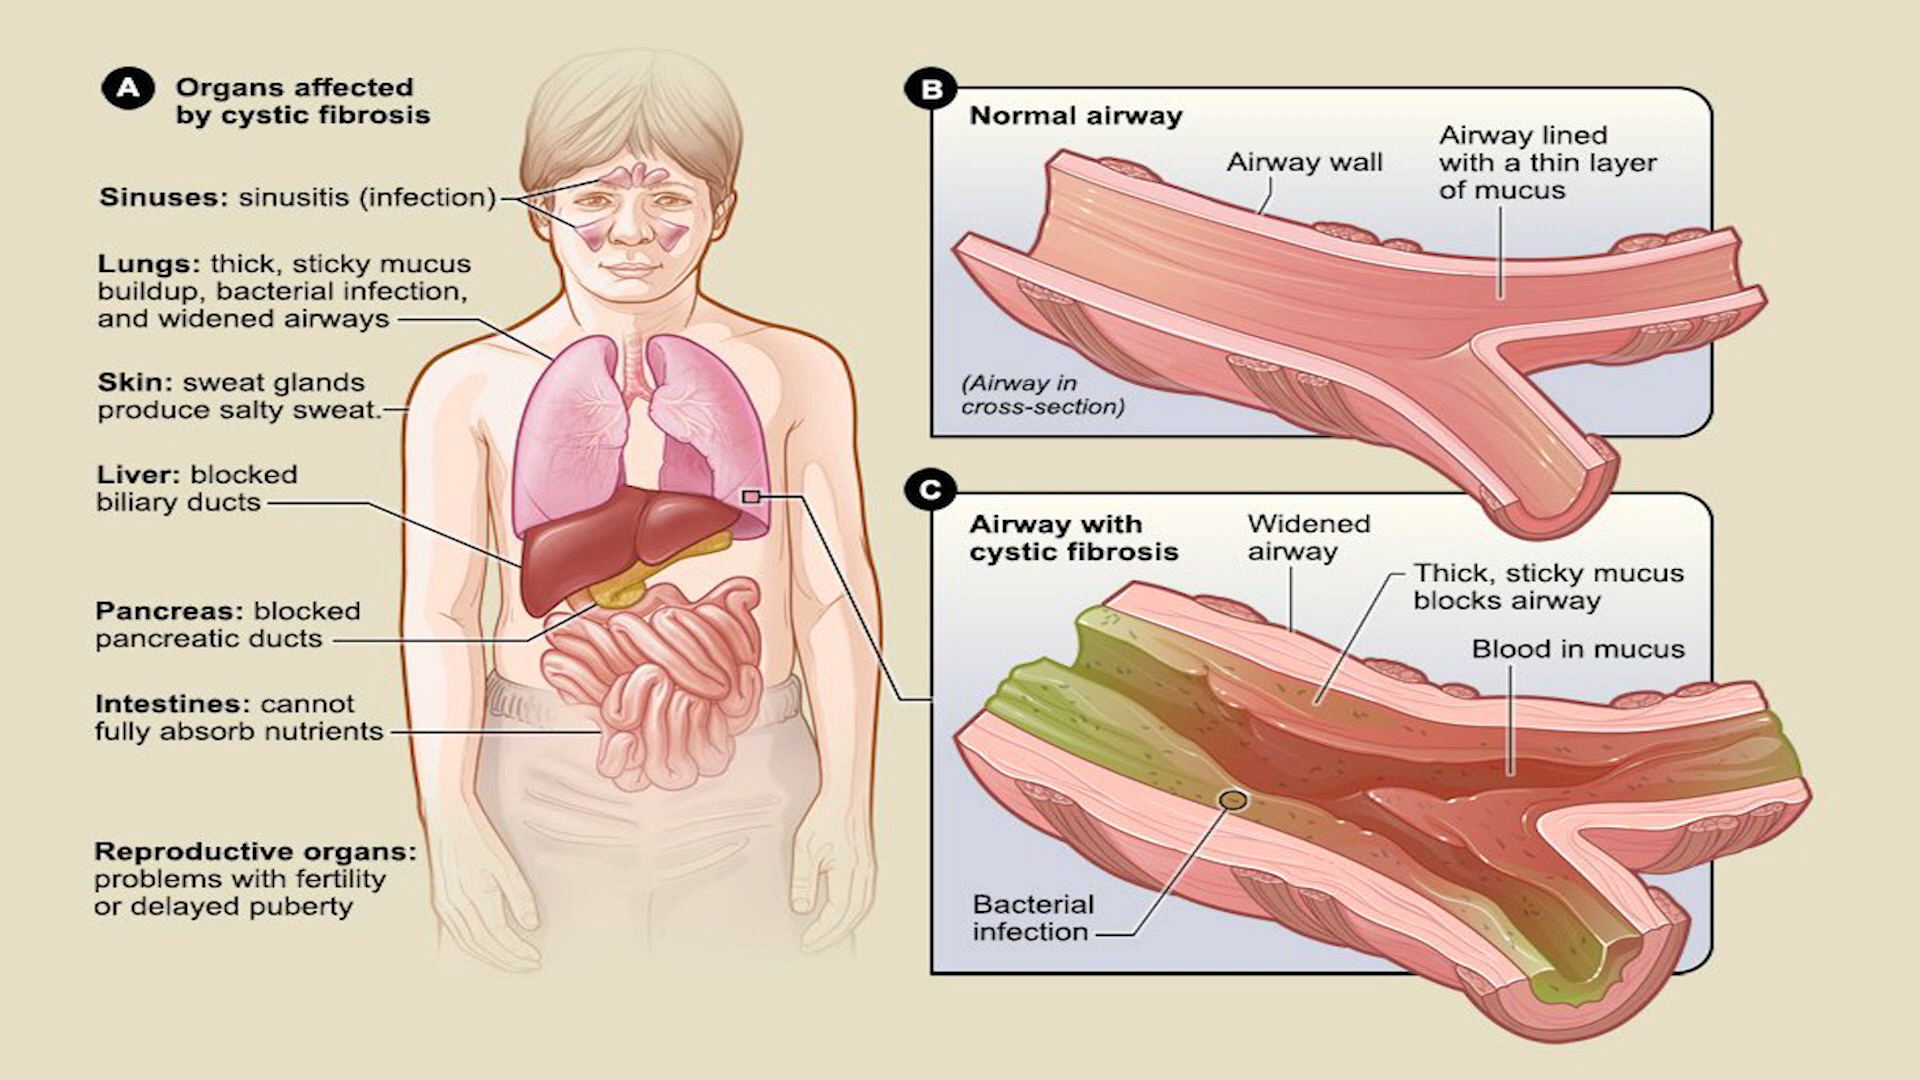 A
Organs affected
by cystic fibrosis
Sinuses: sinusitis (infection)
Lungs: thick, sticky mucus
buildup, bacterial infection,
and widened airways
Skin: sweat glands
produce salty sweat.
Liver: blocked
biliary ducts
Pancreas: blocked
pancreatic ducts
Intestines: cannot
fully absorb nutrients
Reproductive organs:
problems with fertility
or delayed puberty
B
Normal airway
Airway wall
Airway lined
with a thin layer
of mucus
(Airway in
cross-section)
C
Airway with
cystic fibrosis
Widened
airway
Thick, sticky mucus
blocks airway
Blood in mucus
Bacterial
infection